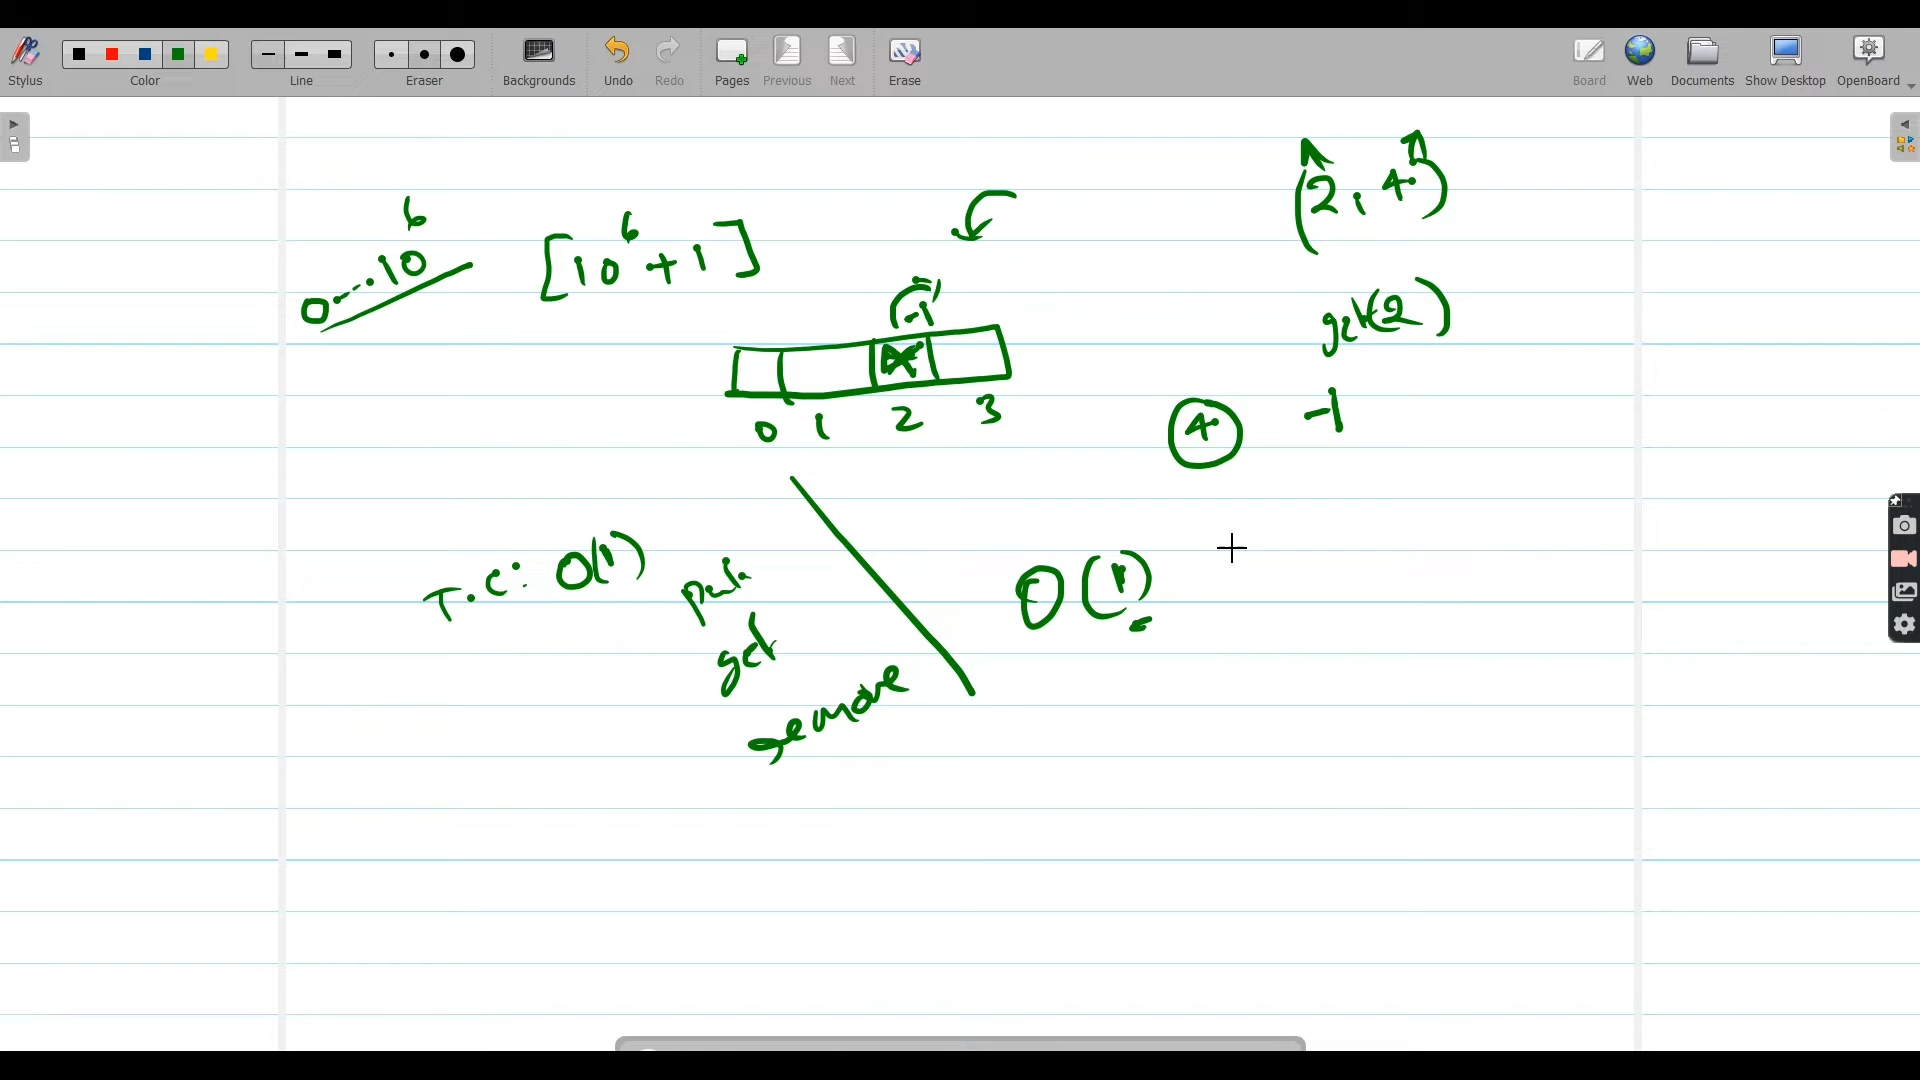 Stylus Color Line Eraser Backgrounds Undo Redo Pages Previous Next Erase Board Web Documents Show Desktop OpenBoard
0...10^6 [10^6+1]
(2, 4)
-1
get(2)
0 1 2 3
4 -1
T.C: O(1) put
get
remove
O(1)